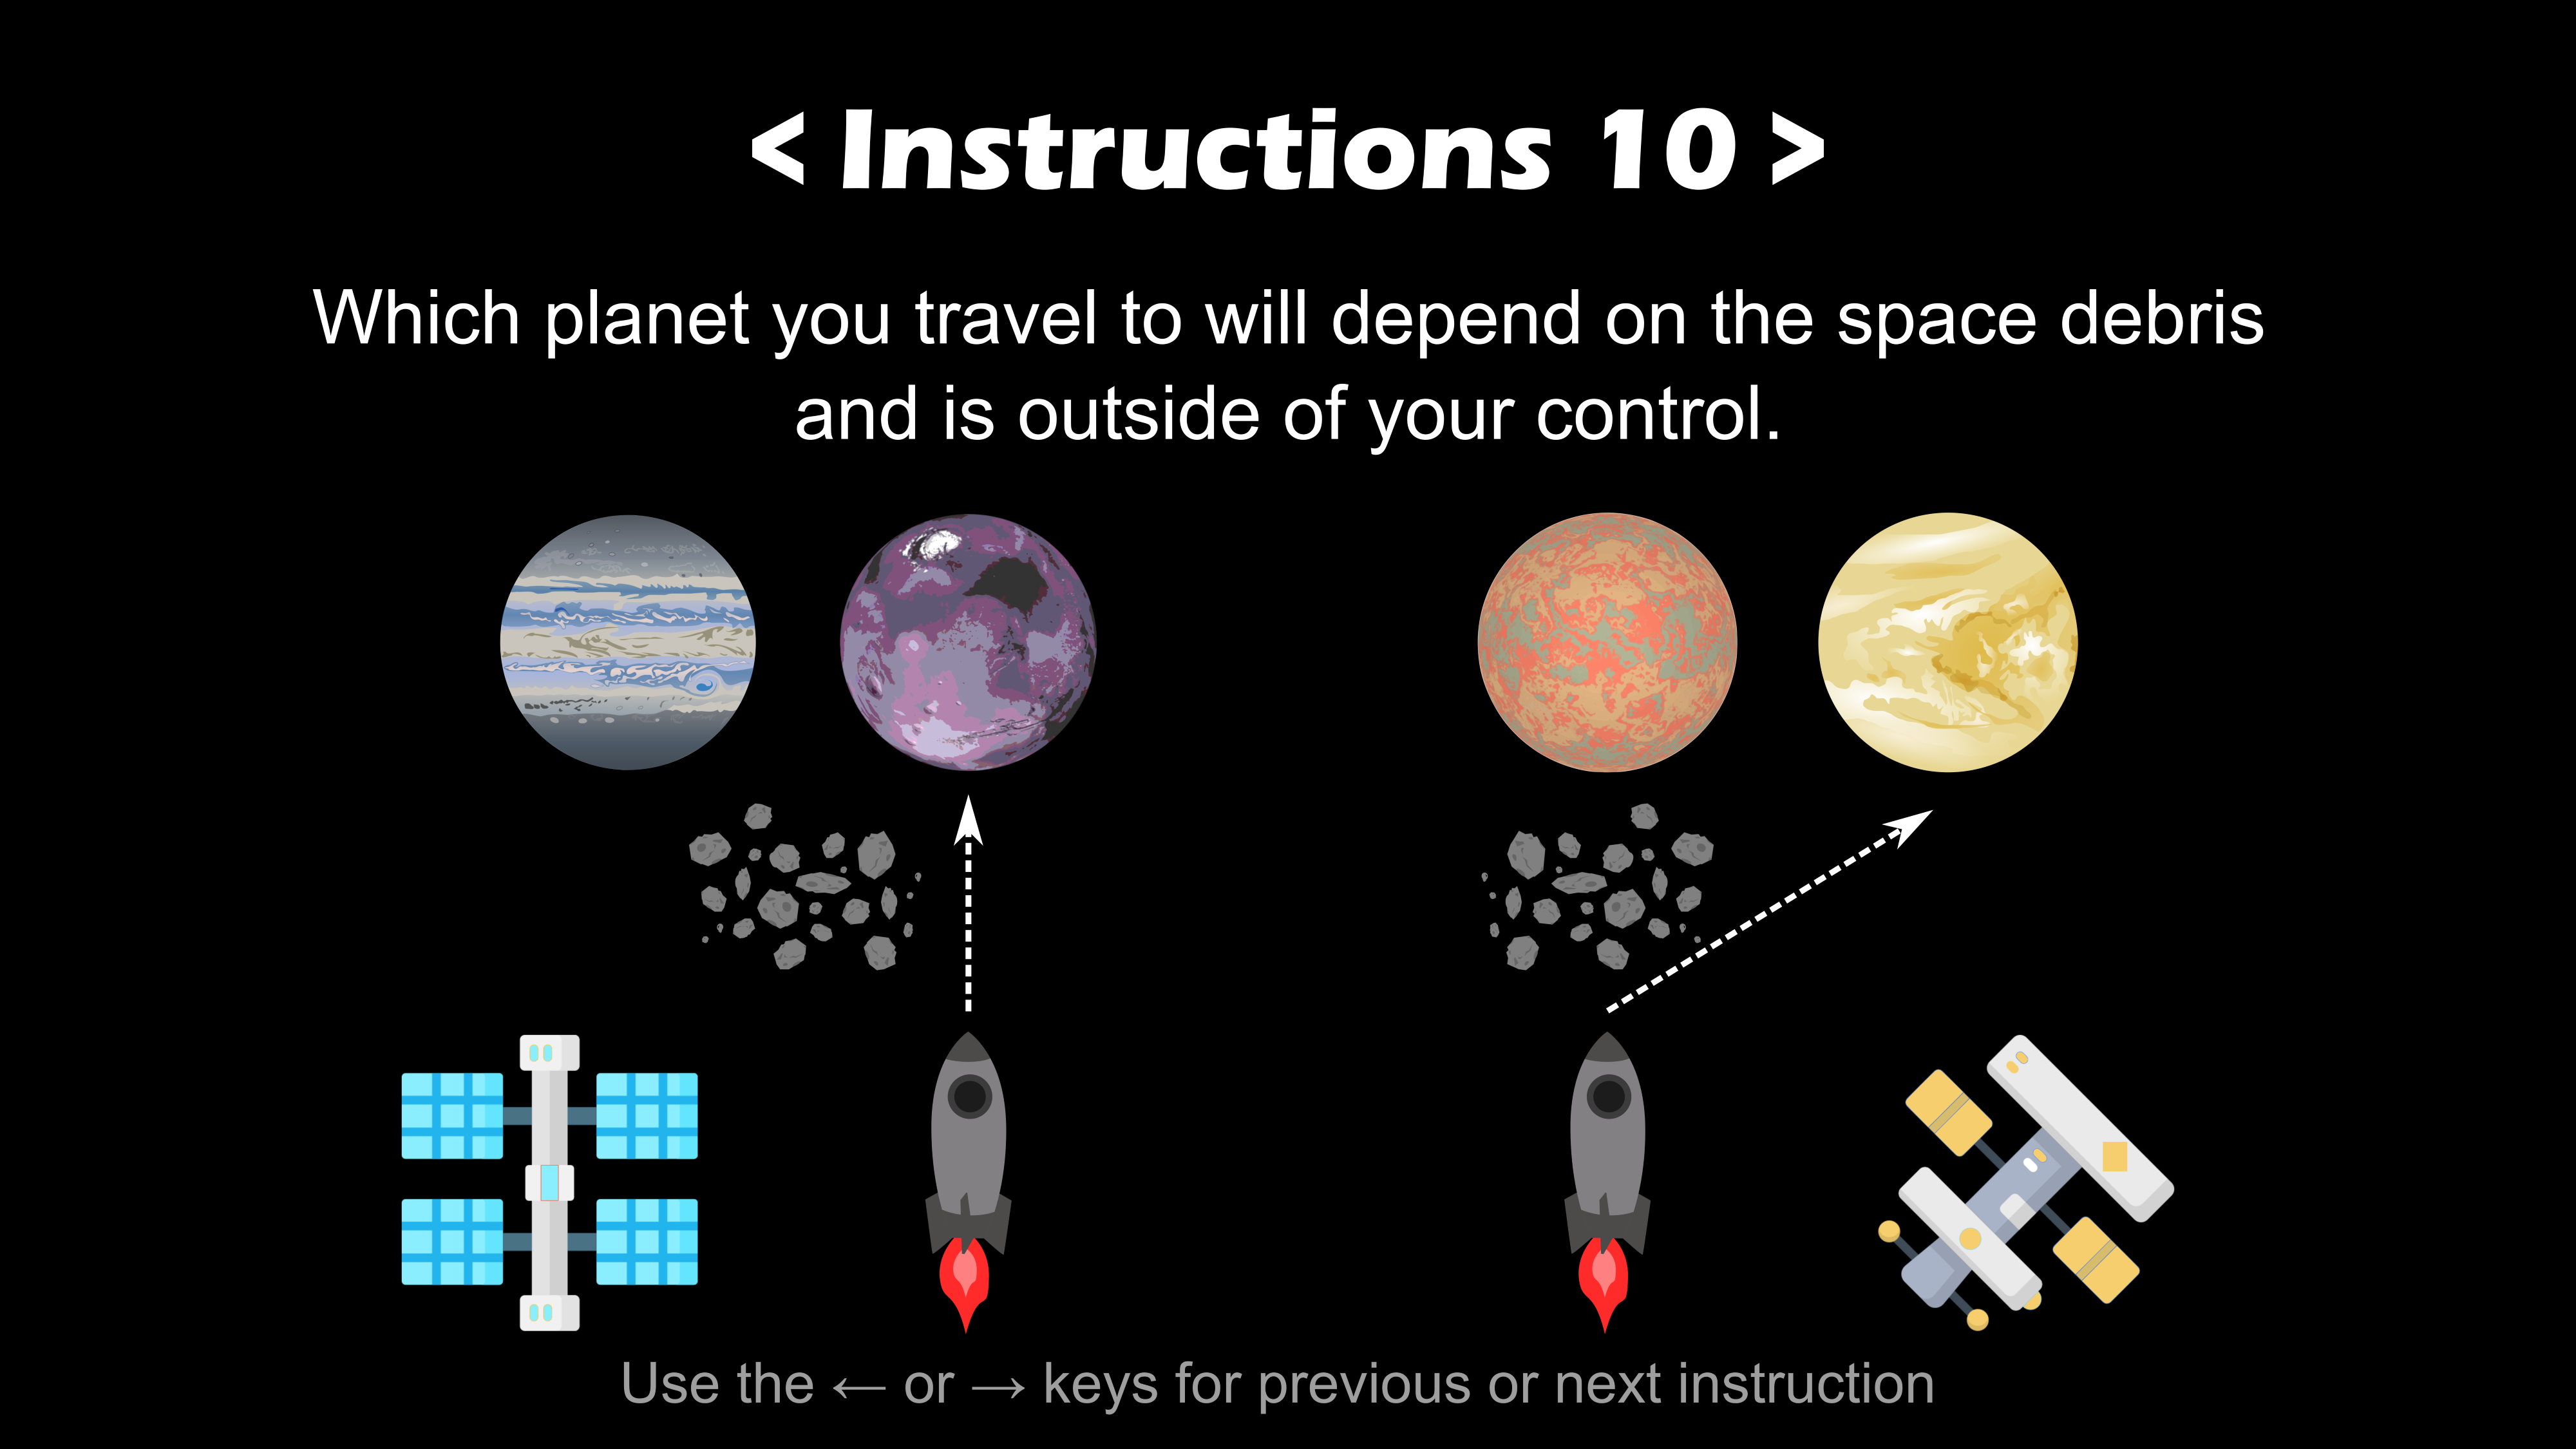 < Instructions 10 >
Which planet you travel to will depend on the space debris
and is outside of your control.
Use the ← or → keys for previous or next instruction